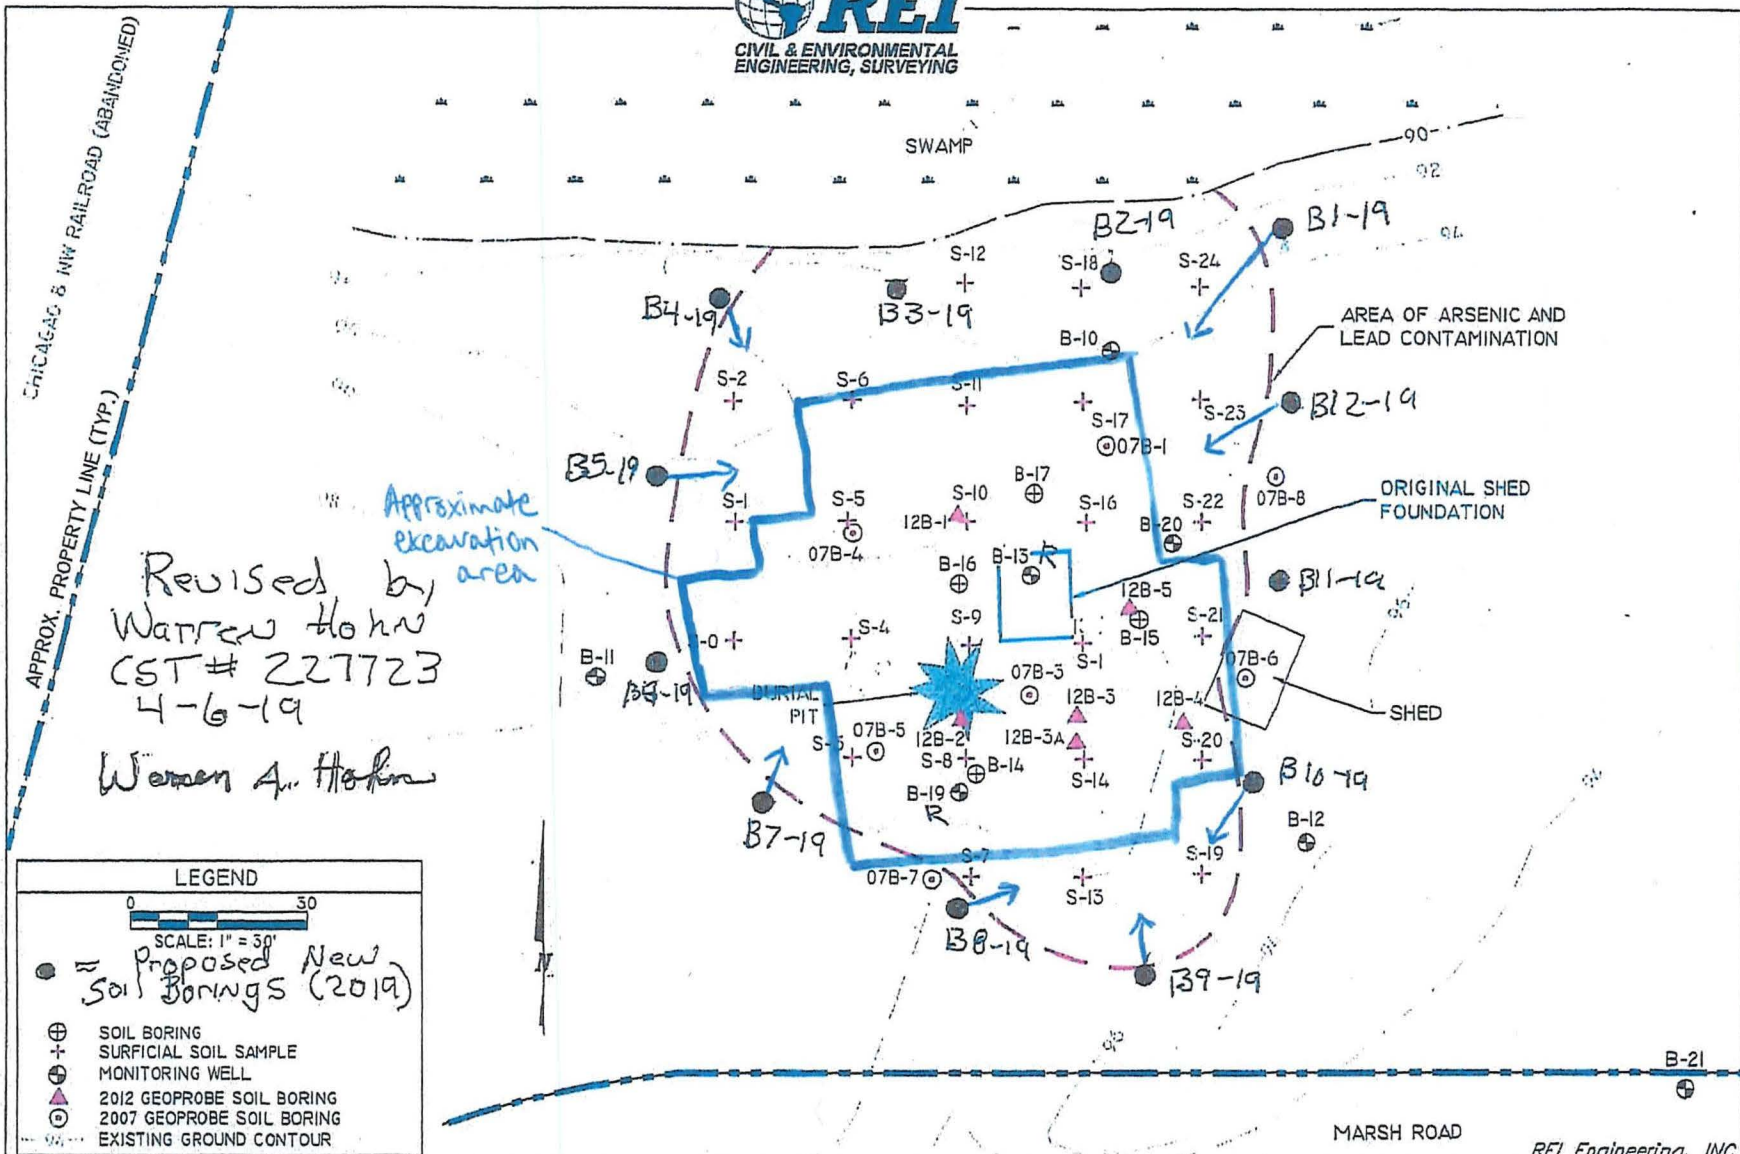 REI
CIVIL & ENVIRONMENTAL
ENGINEERING, SURVEYING
CHICAGAO & NW RAILROAD (ABANDONED)
APPROX. PROPERTY LINE (TYP.)
SWAMP
90
92
94
B1-19
B2-19
S-12
S-18
S-24
B4-19
B3-19
AREA OF ARSENIC AND
LEAD CONTAMINATION
B-10
S-2
S-6
S-11
S-17
S-23
B12-19
07B-1
B5-19
B-17
07B-8
ORIGINAL SHED
FOUNDATION
Approximate
excavation
area
S-1
S-5
S-10
12B-1
S-16
S-22
B-20
07B-4
B-13
R
B-16
12B-5
B11-19
B-15
S-21
Revised by
Warren Hohn
CST# 227723
4-6-19
Warren A. Hohn
-0
S-4
S-9
S-1
B-11
07B-3
07B-6
BURIAL
PIT
12B-3
12B-4
SHED
07B-5
12B-2
12B-3A
S-20
S-8
B-14
S-14
B10-19
B-19
R
B-12
B7-19
S-7
S-19
07B-7
S-13
B8-19
B9-19
LEGEND
0 30
SCALE: 1" = 30'
= Proposed New
Soil Borings (2019)
SOIL BORING
SURFICIAL SOIL SAMPLE
MONITORING WELL
2012 GEOPROBE SOIL BORING
2007 GEOPROBE SOIL BORING
EXISTING GROUND CONTOUR
N
B-21
MARSH ROAD
REI Engineering, INC